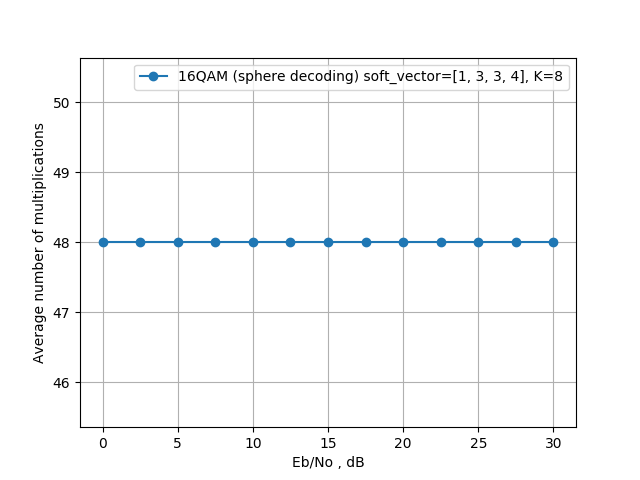 16QAM (sphere decoding) soft_vector=[1, 3, 3, 4], K=8
Average number of multiplications
50
49
48
47
46
0 5 10 15 20 25 30
Eb/No , dB